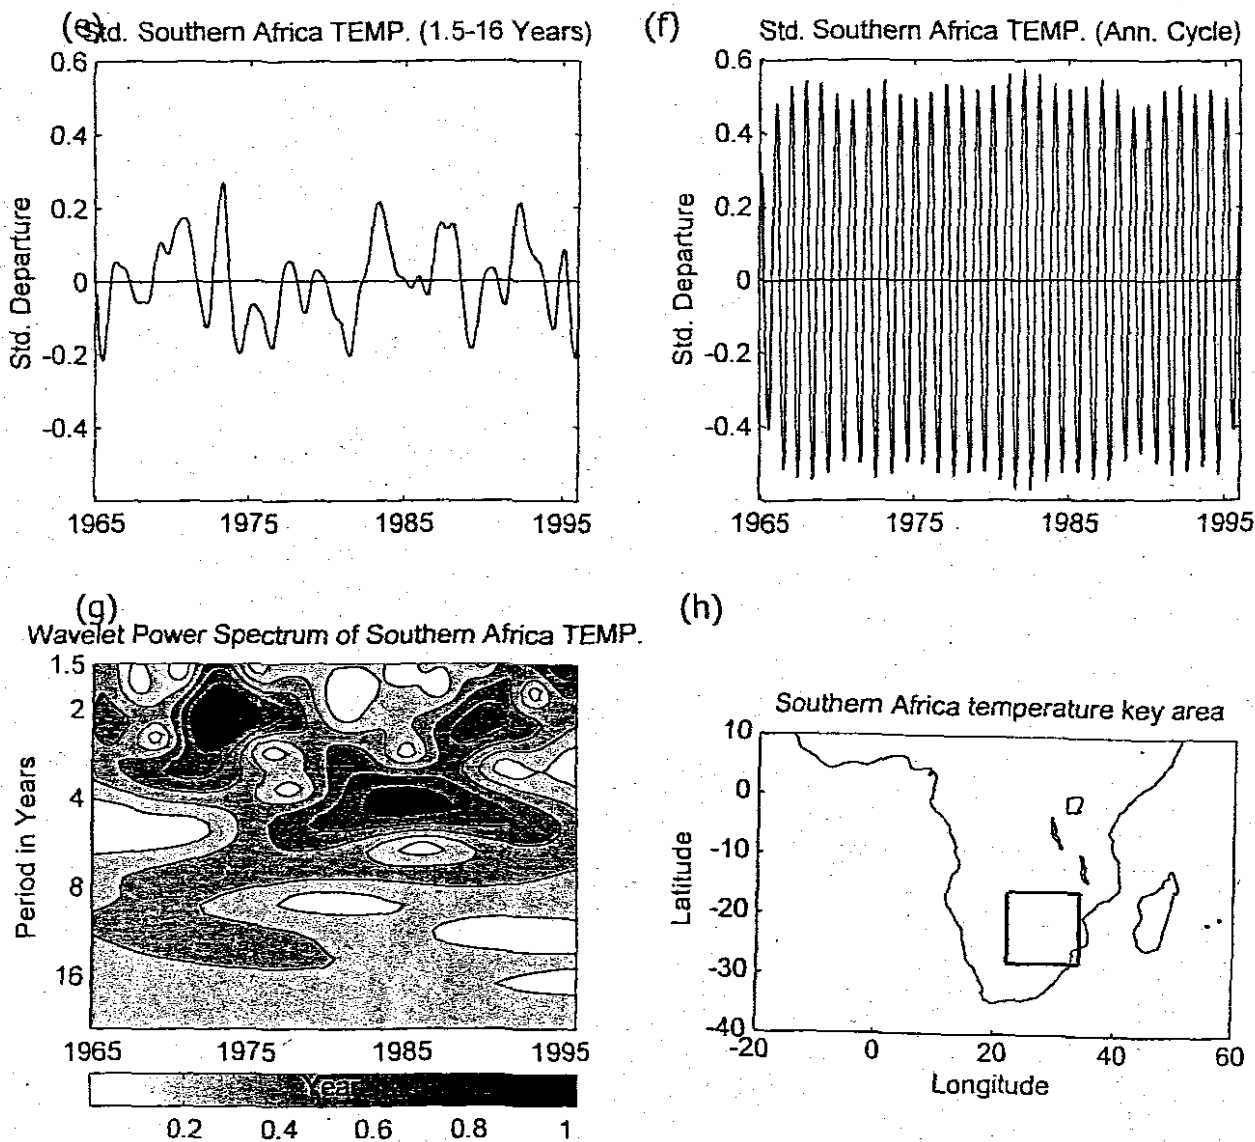 (e) Std. Southern Africa TEMP. (1.5-16 Years)
0.6
0.4
0.2
0
-0.2
-0.4
Std. Departure
1965 1975 1985 1995
(f)
Std. Southern Africa TEMP. (Ann. Cycle)
0.6
0.4
0.2
0
-0.2
-0.4
Std. Departure
1965 1975 1985 1995
(g)
Wavelet Power Spectrum of Southern Africa TEMP.
1.5
2
4
8
16
Period in Years
1965 1975 1985 1995
Year
0.2 0.4 0.6 0.8 1
(h)
Southern Africa temperature key area
10
0
-10
-20
-30
-40
Latitude
-20 0 20 40 60
Longitude